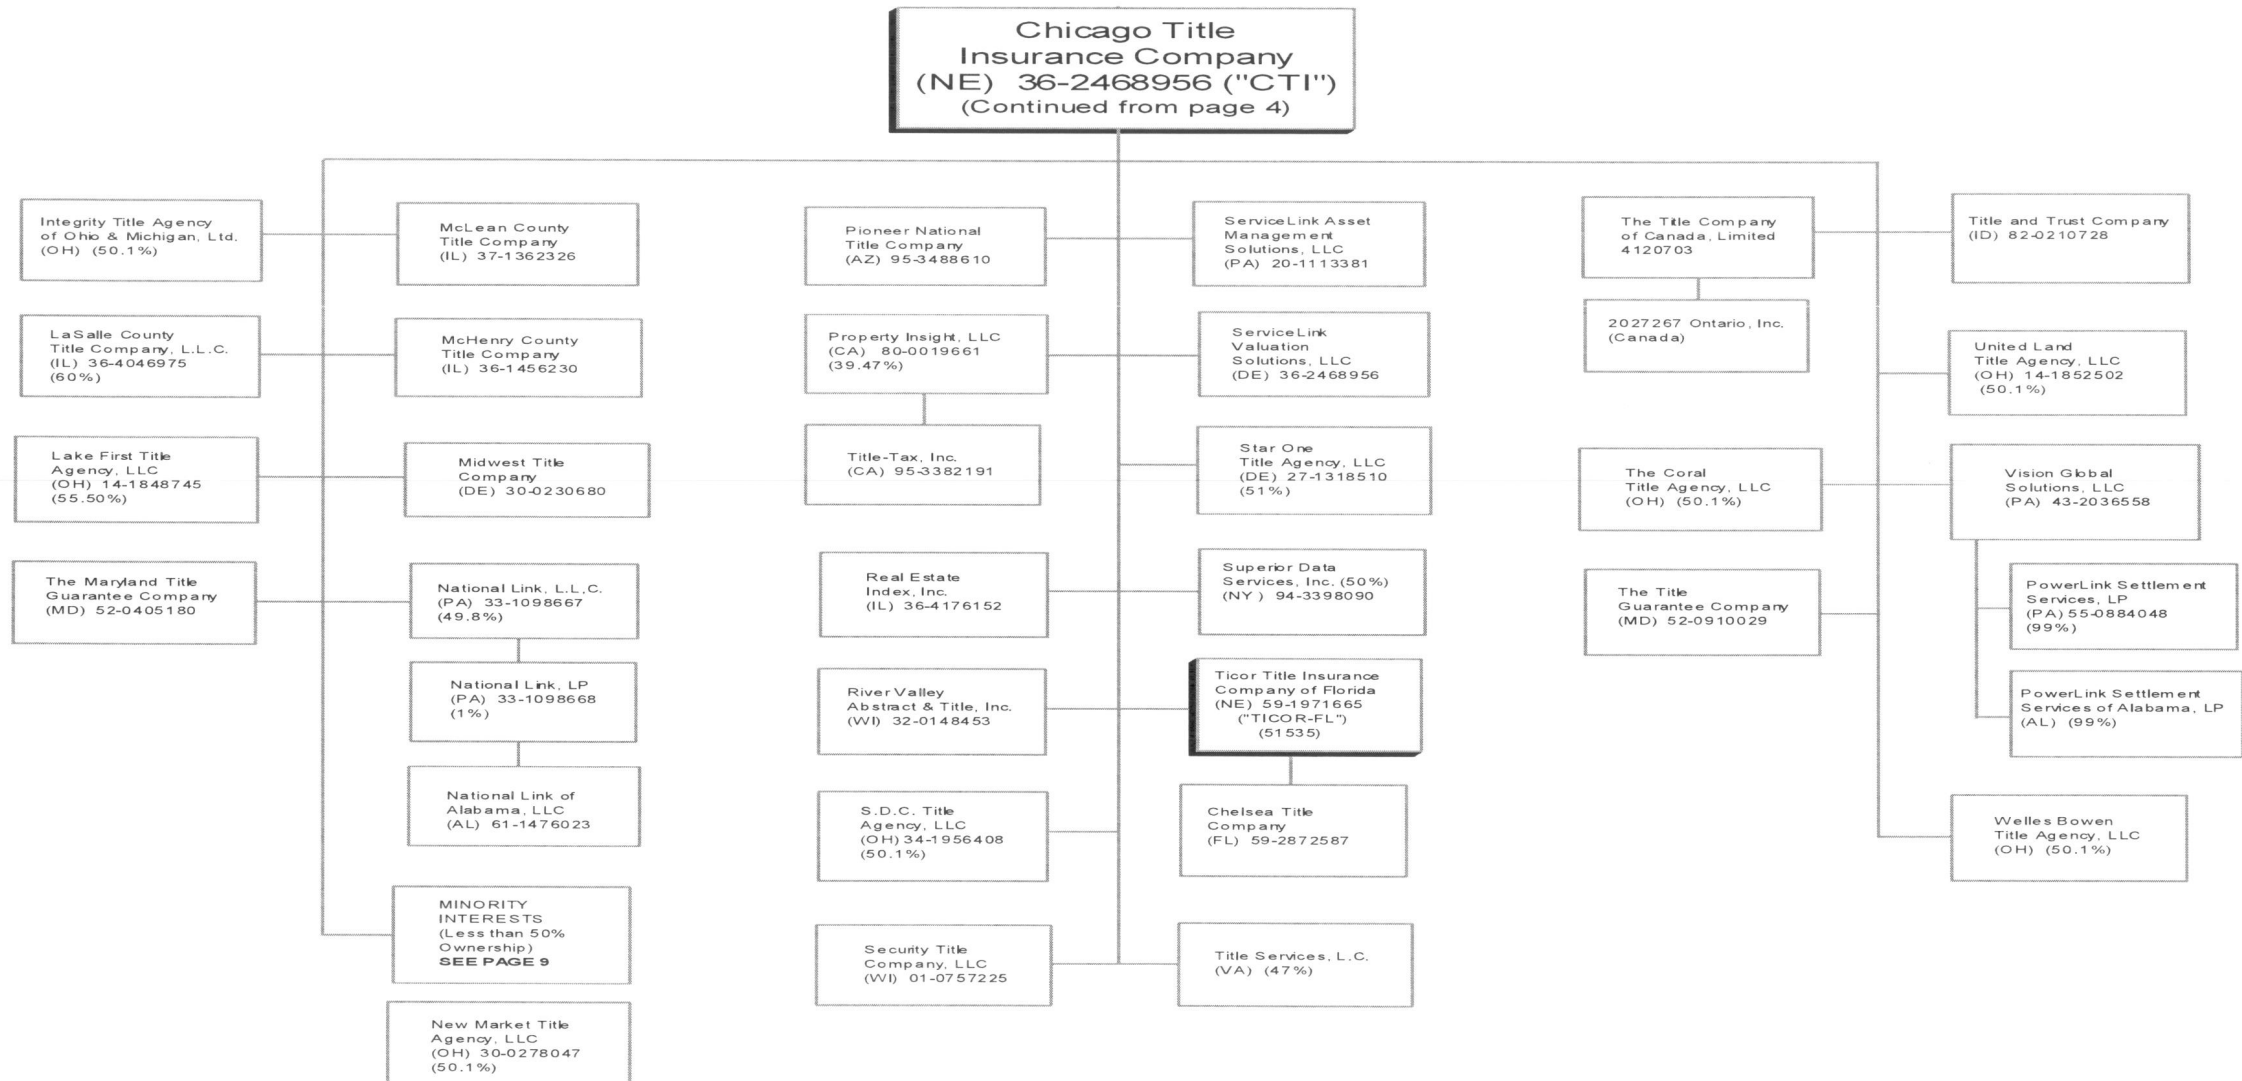 Chicago Title
Insurance Company
(NE) 36-2468956 ("CTI")
(Continued from page 4)
Integrity Title Agency
of Ohio & Michigan, Ltd.
(OH) (50.1%)
McLean County
Title Company
(IL) 37-1362326
LaSalle County
Title Company, L.L.C.
(IL) 36-4046975
(60%)
McHenry County
Title Company
(IL) 36-1456230
Lake First Title
Agency, LLC
(OH) 14-1848745
(55.50%)
Midwest Title
Company
(DE) 30-0230680
The Maryland Title
Guarantee Company
(MD) 52-0405180
National Link, L.L,C.
(PA) 33-1098667
(49.8%)
National Link, LP
(PA) 33-1098668
(1%)
National Link of
Alabama, LLC
(AL) 61-1476023
MINORITY
INTERESTS
(Less than 50%
Ownership)
SEE PAGE 9
New Market Title
Agency, LLC
(OH) 30-0278047
(50.1%)
Pioneer National
Title Company
(AZ) 95-3488610
ServiceLink Asset
Management
Solutions, LLC
(PA) 20-1113381
Property Insight, LLC
(CA) 80-0019661
(39.47%)
ServiceLink
Valuation
Solutions, LLC
(DE) 36-2468956
Title-Tax, Inc.
(CA) 95-3382191
Star One
Title Agency, LLC
(DE) 27-1318510
(51%)
Real Estate
Index, Inc.
(IL) 36-4176152
Superior Data
Services, Inc. (50%)
(NY ) 94-3398090
River Valley
Abstract & Title, Inc.
(WI) 32-0148453
Ticor Title Insurance
Company of Florida
(NE) 59-1971665
("TICOR-FL")
(51535)
S.D.C. Title
Agency, LLC
(OH) 34-1956408
(50.1%)
Chelsea Title
Company
(FL) 59-2872587
Security Title
Company, LLC
(WI) 01-0757225
Title Services, L.C.
(VA) (47%)
The Title Company
of Canada, Limited
4120703
Title and Trust Company
(ID) 82-0210728
2027267 Ontario, Inc.
(Canada)
United Land
Title Agency, LLC
(OH) 14-1852502
(50.1%)
The Coral
Title Agency, LLC
(OH) (50.1%)
Vision Global
Solutions, LLC
(PA) 43-2036558
The Title
Guarantee Company
(MD) 52-0910029
PowerLink Settlement
Services, LP
(PA) 55-0884048
(99%)
PowerLink Settlement
Services of Alabama, LP
(AL) (99%)
Welles Bowen
Title Agency, LLC
(OH) (50.1%)